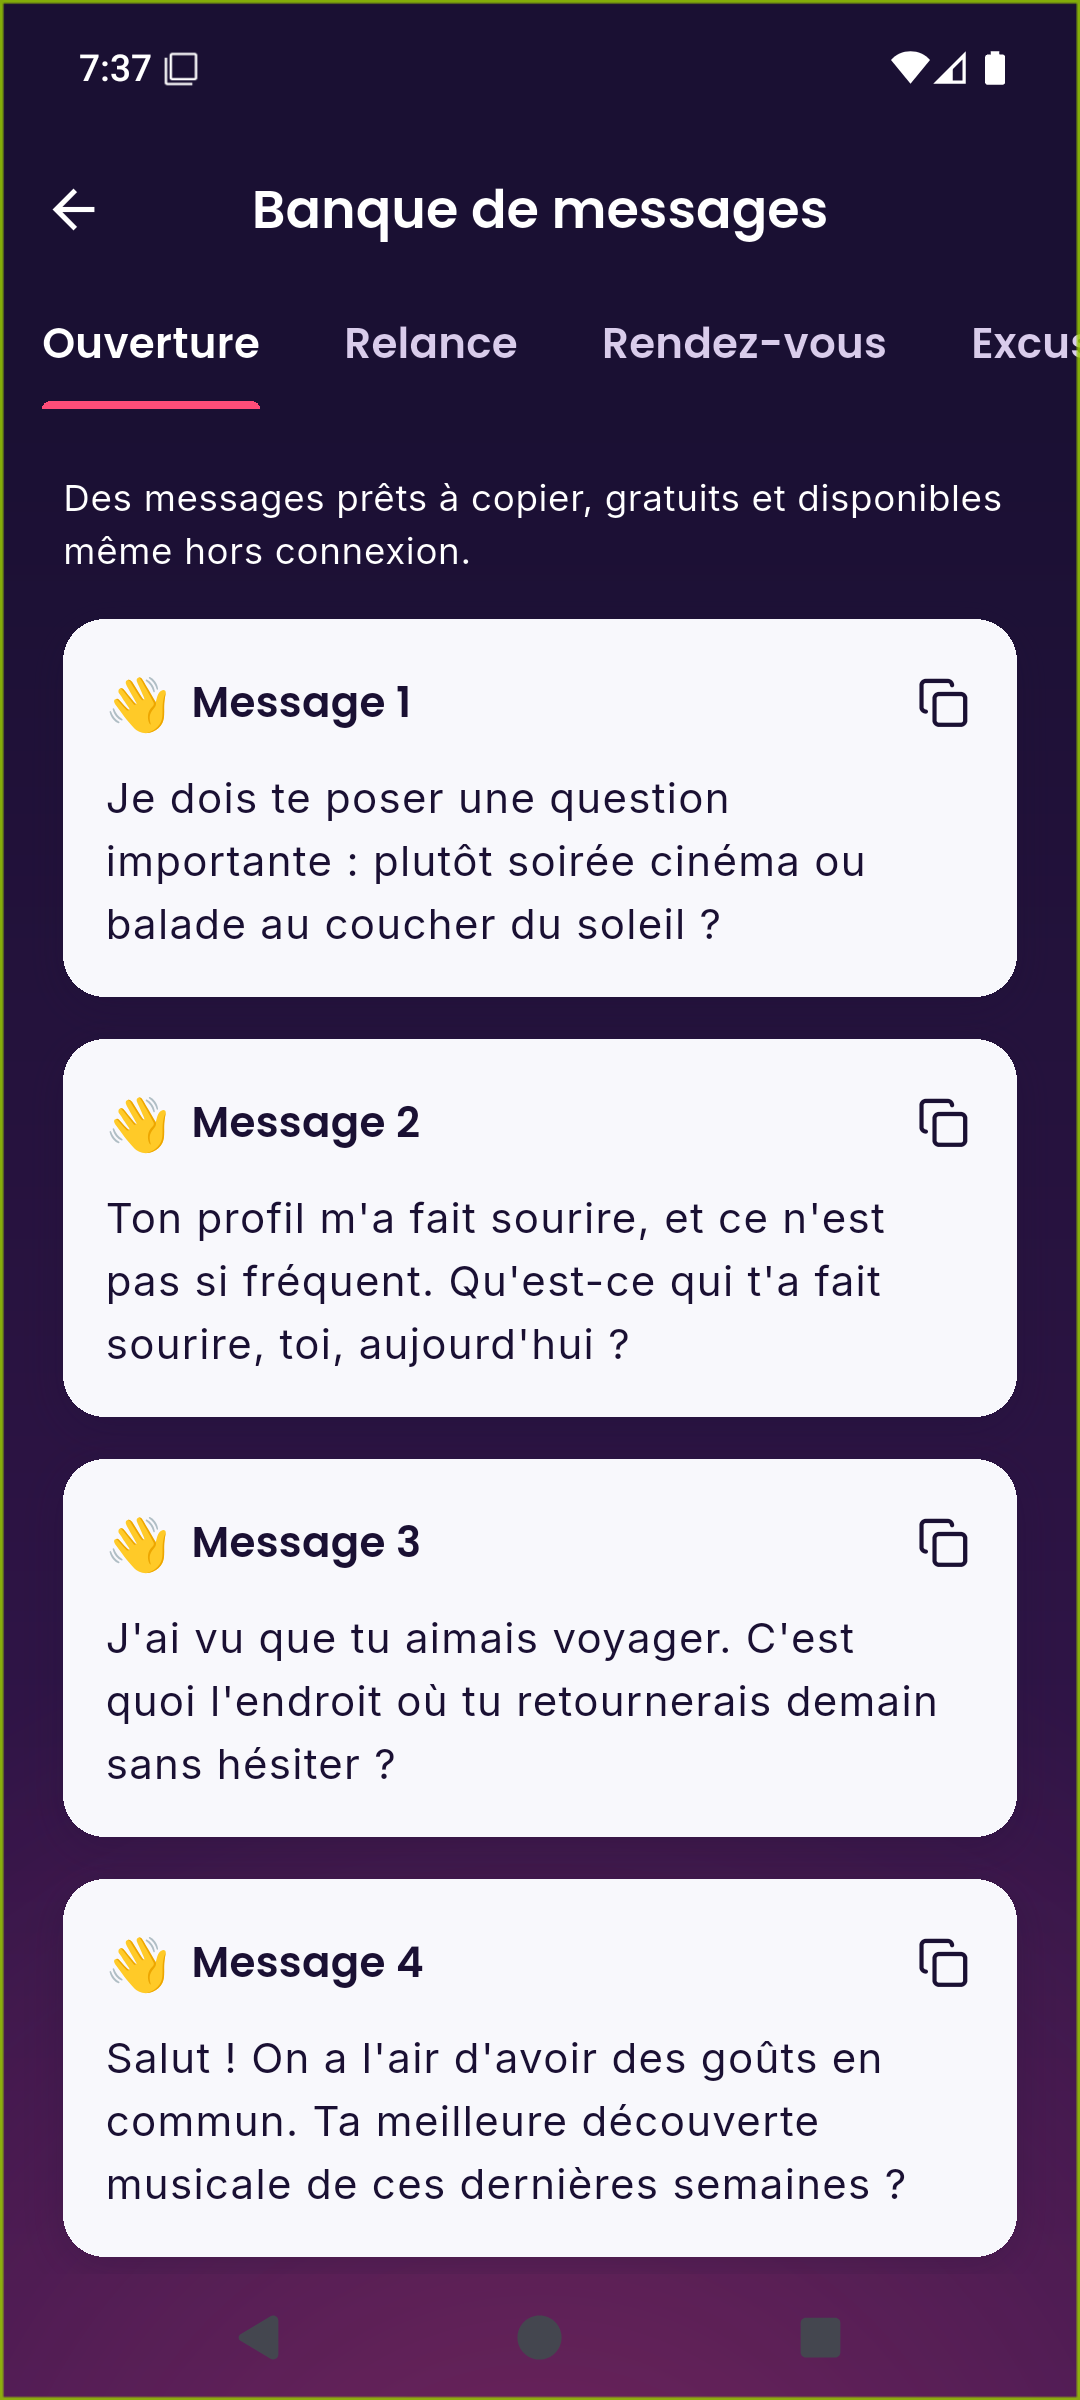 7:37
Banque de messages
Ouverture Relance Rendez-vous Excus
Des messages prêts à copier, gratuits et disponibles
même hors connexion.
👋 Message 1
Je dois te poser une question
importante : plutôt soirée cinéma ou
balade au coucher du soleil ?
👋 Message 2
Ton profil m'a fait sourire, et ce n'est
pas si fréquent. Qu'est-ce qui t'a fait
sourire, toi, aujourd'hui ?
👋 Message 3
J'ai vu que tu aimais voyager. C'est
quoi l'endroit où tu retournerais demain
sans hésiter ?
👋 Message 4
Salut ! On a l'air d'avoir des goûts en
commun. Ta meilleure découverte
musicale de ces dernières semaines ?